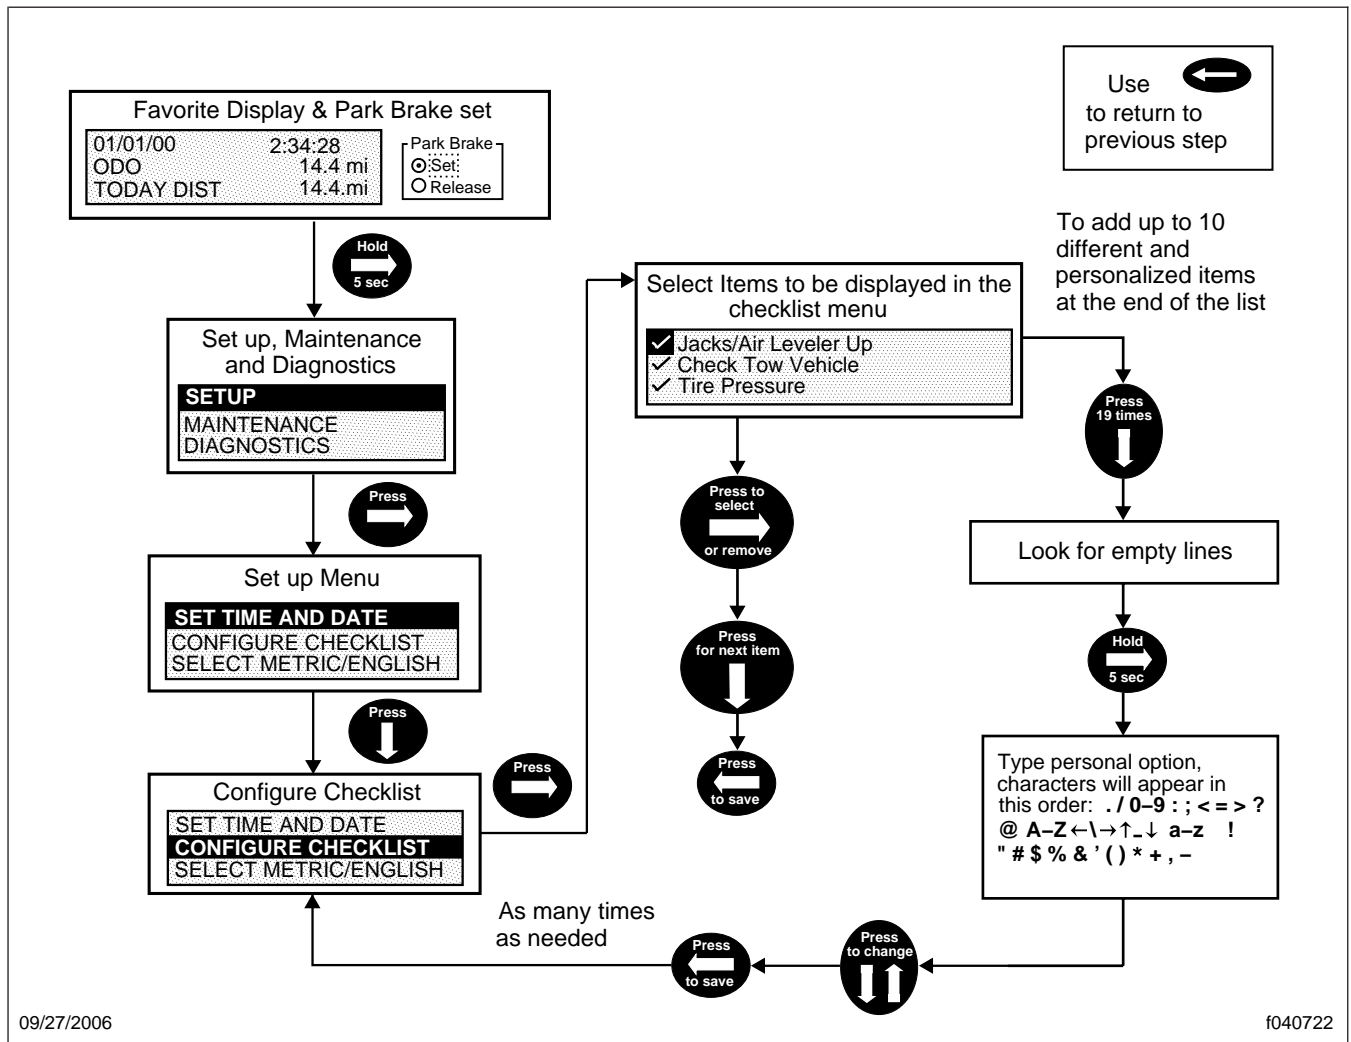 Use
to return to
previous step
Favorite Display & Park Brake set
01/01/00 2:34:28
ODO 14.4 mi
TODAY DIST 14.4.mi
Park Brake
Set
Release
Hold
5 sec
Set up, Maintenance
and Diagnostics
SETUP
MAINTENANCE
DIAGNOSTICS
Press
Set up Menu
SET TIME AND DATE
CONFIGURE CHECKLIST
SELECT METRIC/ENGLISH
Press
Configure Checklist
SET TIME AND DATE
CONFIGURE CHECKLIST
SELECT METRIC/ENGLISH
Press
Select Items to be displayed in the
checklist menu
Jacks/Air Leveler Up
Check Tow Vehicle
Tire Pressure
Press to
select
or remove
Press
for next item
Press
to save
To add up to 10
different and
personalized items
at the end of the list
Press
19 times
Look for empty lines
Hold
5 sec
Type personal option,
characters will appear in
this order: . / 0–9 : ; < = > ?
@ A–Z ←\→↑_↓ a–z !
" # $ % & ’ ( ) * + , –
Press
to change
Press
to save
As many times
as needed
09/27/2006
f040722